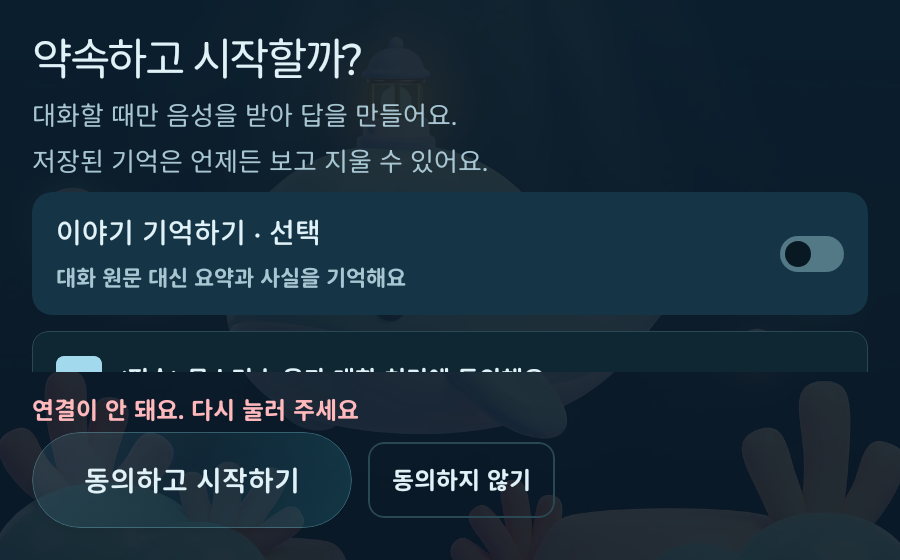 약속하고 시작할까?
대화할 때만 음성을 받아 답을 만들어요.
저장된 기억은 언제든 보고 지울 수 있어요.
이야기 기억하기 · 선택
대화 원문 대신 요약과 사실을 기억해요
연결이 안 돼요. 다시 눌러 주세요
동의하고 시작하기
동의하지 않기